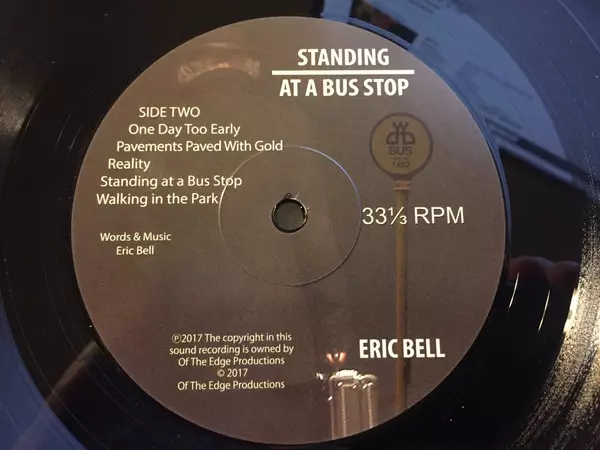 STANDING
AT A BUS STOP
SIDE TWO
One Day Too Early
Pavements Paved With Gold
Reality
Standing at a Bus Stop
Walking in the Park
Words & Music
Eric Bell
BUS
1682
33⅓ RPM
℗2017 The copyright in this
sound recording is owned by
Of The Edge Productions
© 2017
Of The Edge Productions
ERIC BELL